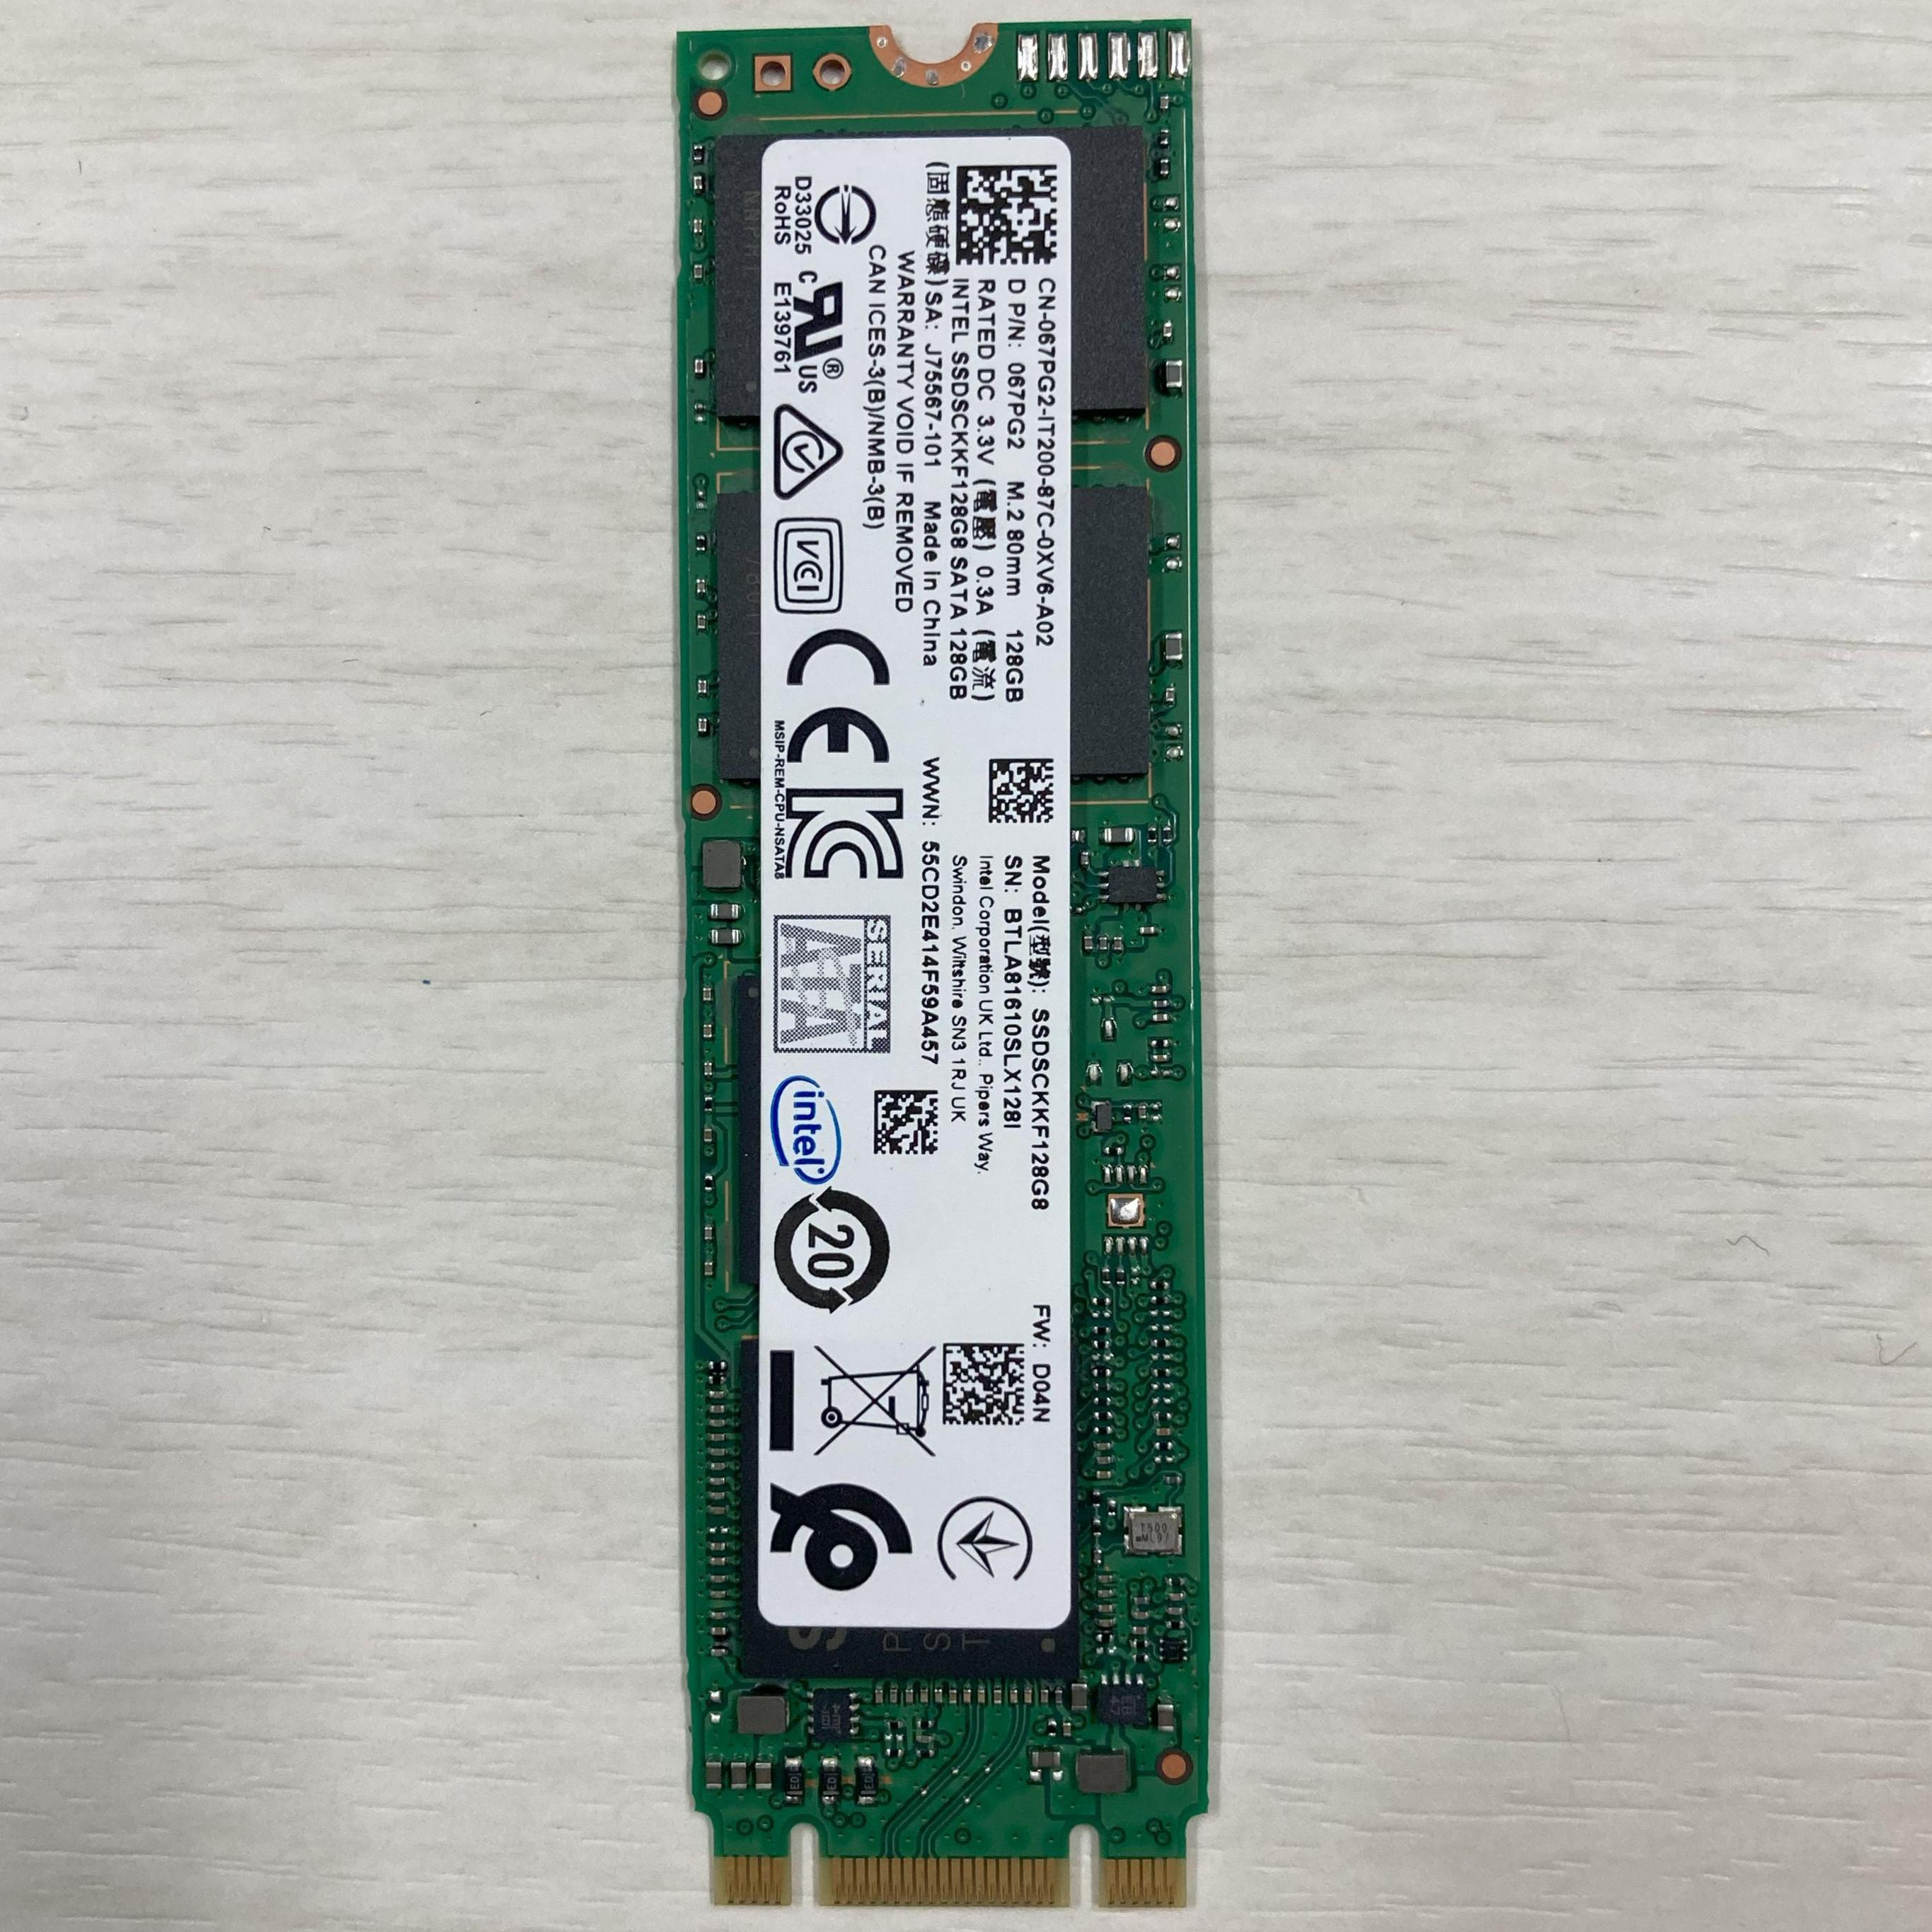 CN-067PG2-IT200-87C-0XV6-A02
D P/N: 067PG2 M.2 80mm 128GB
RATED DC 3.3V (電壓) 0.3A (電流)
INTEL SSDSCKKF128G8 SATA 128GB
(固態硬碟) SA: J75567-101 Made in China
WARRANTY VOID IF REMOVED
CAN ICES-3(B)/NMB-3(B)
D33025
RoHS
c RU ® US
E139761
VCI
CE
MSIP-REM-CPU-NSATA8
Model(型號): SSDSCKKF128G8
SN: BTLA81610SLX128I
Intel Corporation UK Ltd., Pipers Way,
Swindon, Wiltshire SN3 1RJ UK
WWN: 55CD2E414F59A457
SERIAL
ATA
intel
20
FW: D04N
P
S
T